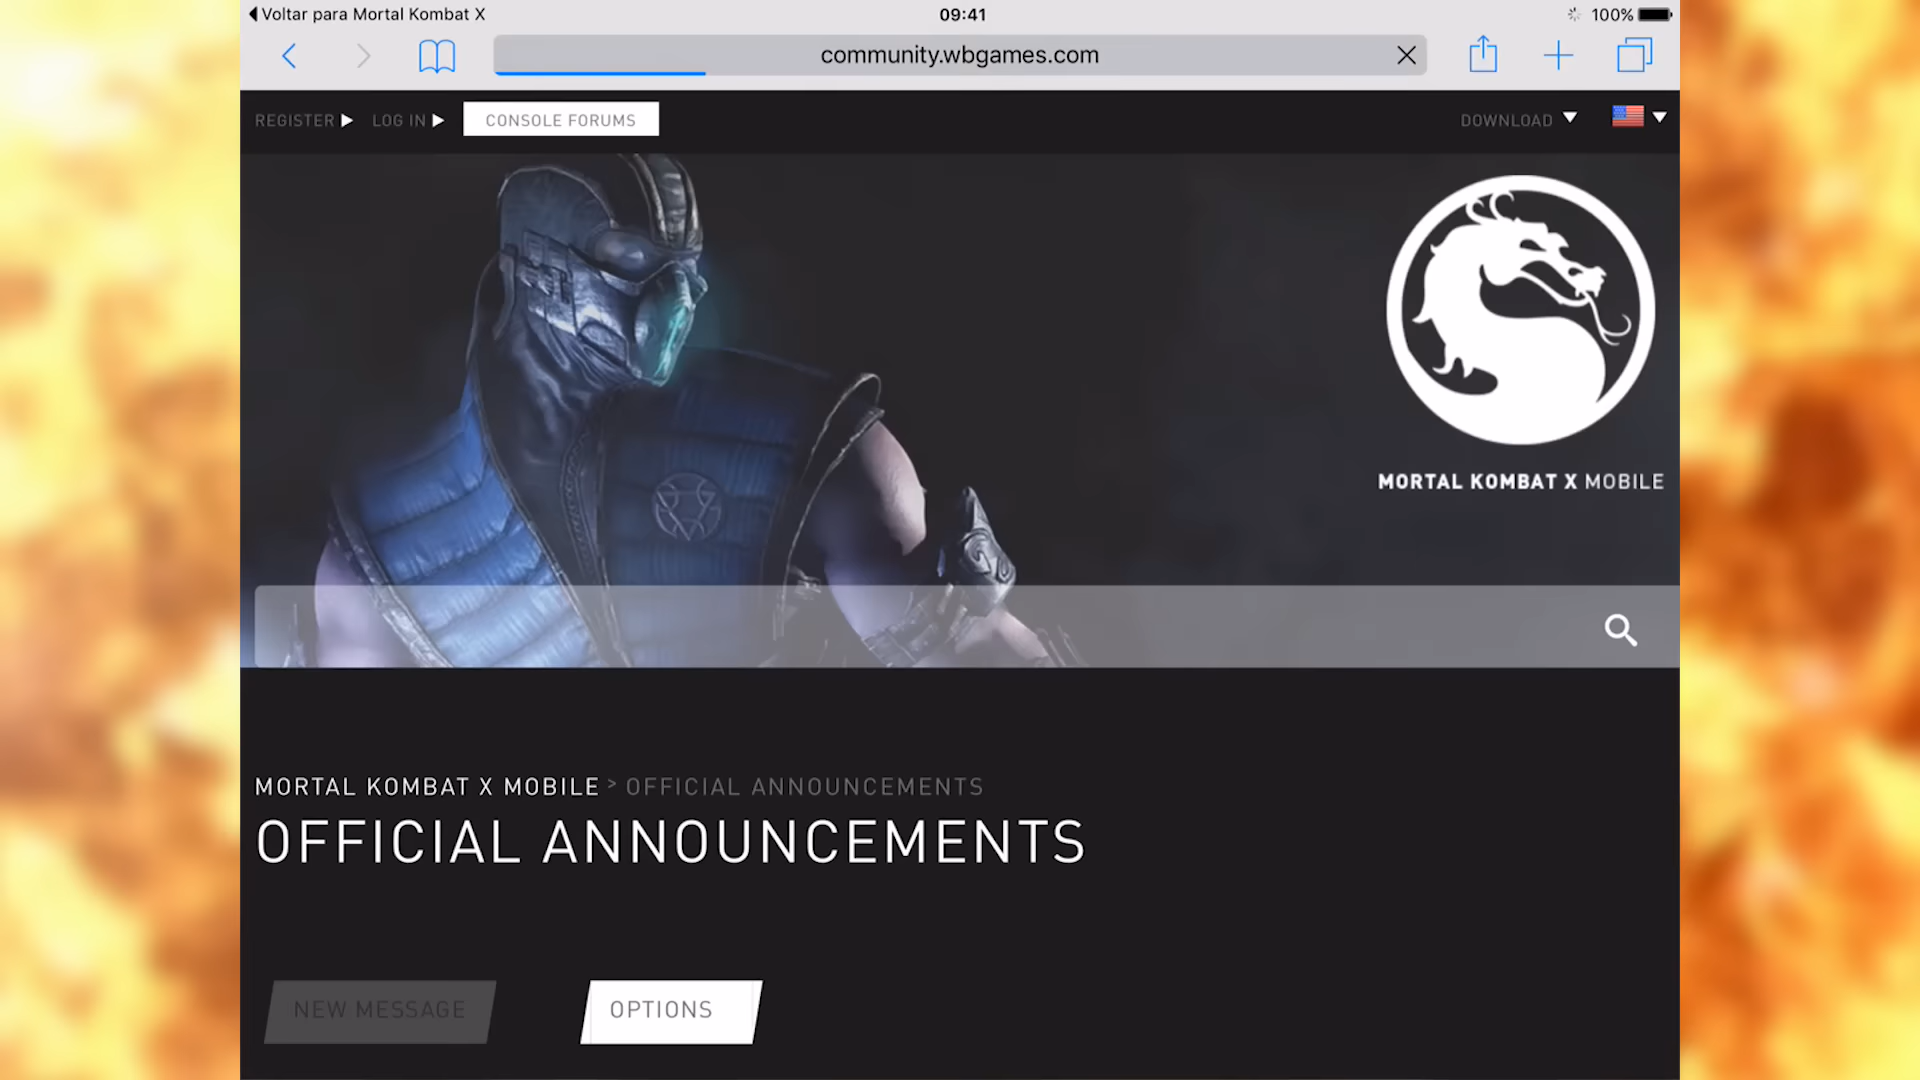 Voltar para Mortal Kombat X
09:41
100%
community.wbgames.com
REGISTER
LOG IN
CONSOLE FORUMS
DOWNLOAD
MORTAL KOMBAT X MOBILE
MORTAL KOMBAT X MOBILE > OFFICIAL ANNOUNCEMENTS
OFFICIAL ANNOUNCEMENTS
NEW MESSAGE
OPTIONS